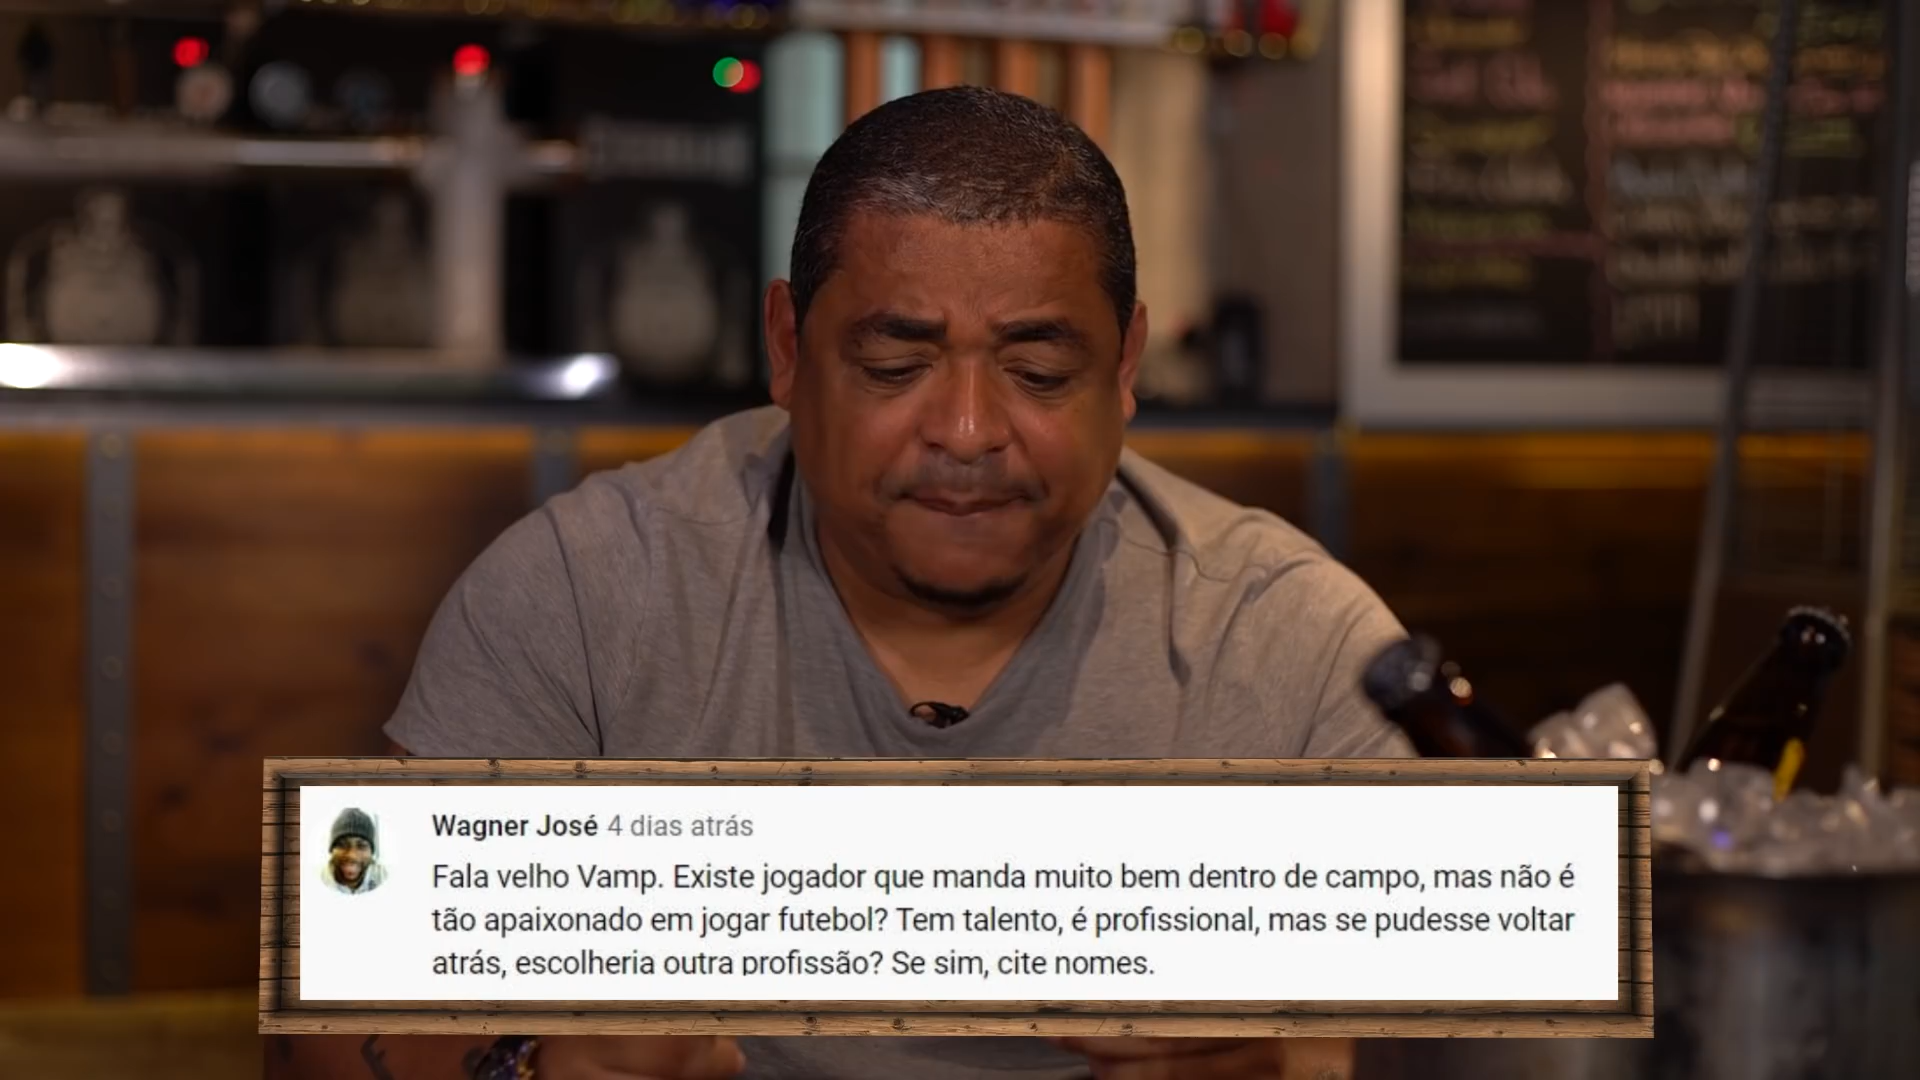 Wagner José 4 dias atrás
Fala velho Vamp. Existe jogador que manda muito bem dentro de campo, mas não é
tão apaixonado em jogar futebol? Tem talento, é profissional, mas se pudesse voltar
atrás, escolheria outra profissão? Se sim, cite nomes.